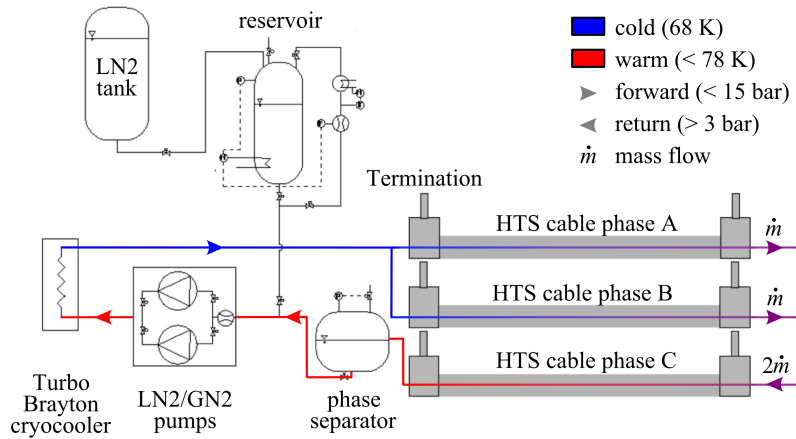 reservoir
LN2
tank
cold (68 K)
warm (< 78 K)
forward (< 15 bar)
return (> 3 bar)
ṁ mass flow
Termination
HTS cable phase A
ṁ
HTS cable phase B
ṁ
HTS cable phase C
2ṁ
Turbo
Brayton
cryocooler
LN2/GN2
pumps
phase
separator